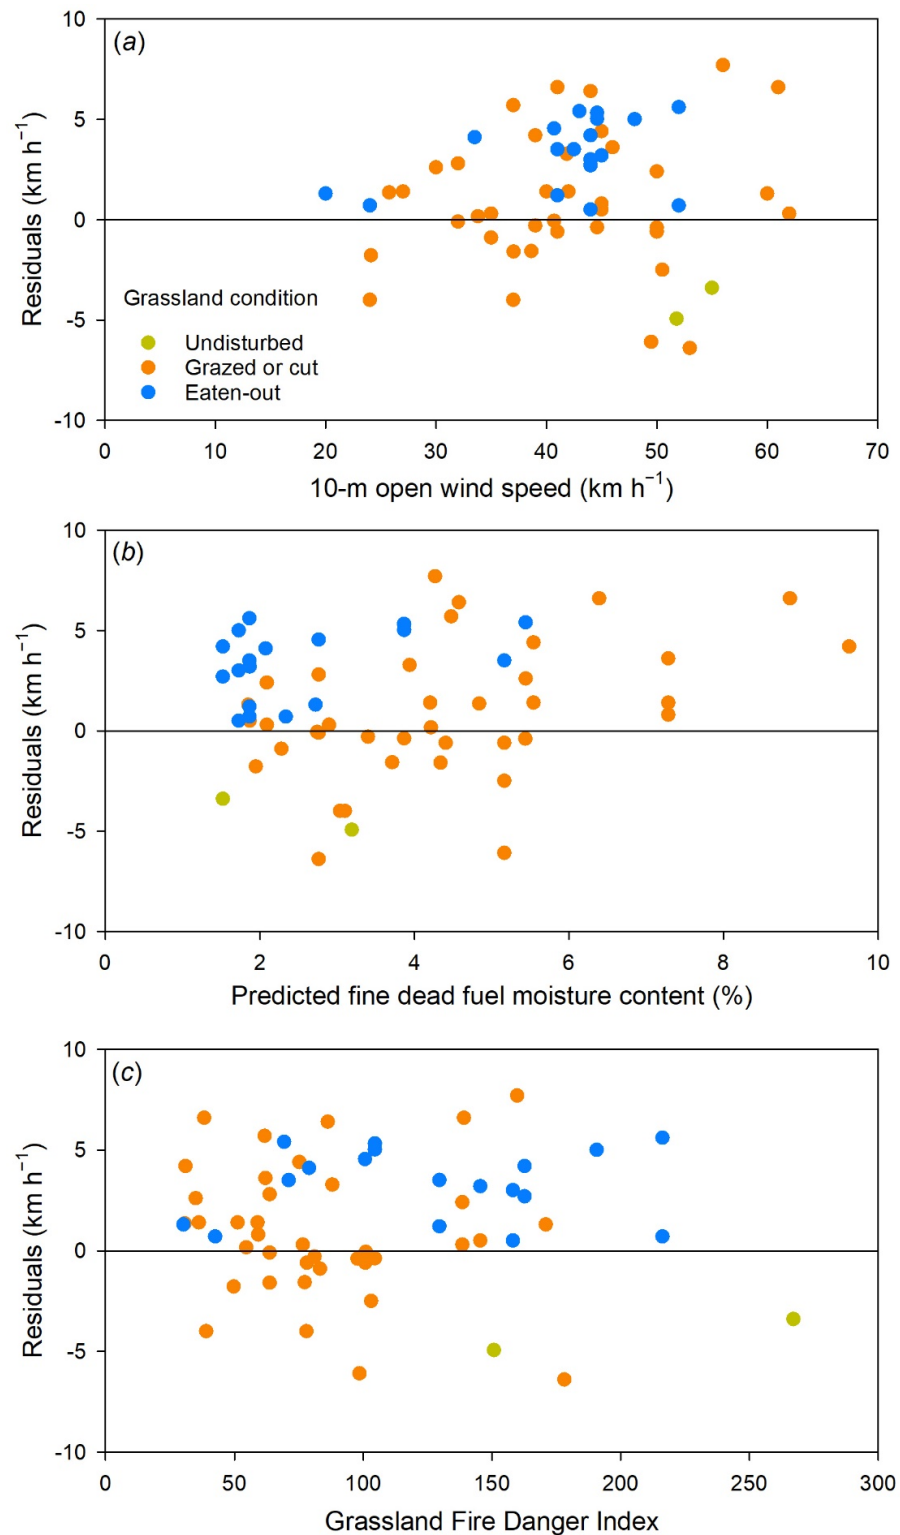 (a)
10
5
0
-5
-10
Residuals (km h⁻¹)
Grassland condition
Undisturbed
Grazed or cut
Eaten-out
0 10 20 30 40 50 60 70
10-m open wind speed (km h⁻¹)
(b)
10
5
0
-5
-10
Residuals (km h⁻¹)
0 2 4 6 8 10
Predicted fine dead fuel moisture content (%)
(c)
10
5
0
-5
-10
Residuals (km h⁻¹)
0 50 100 150 200 250 300
Grassland Fire Danger Index